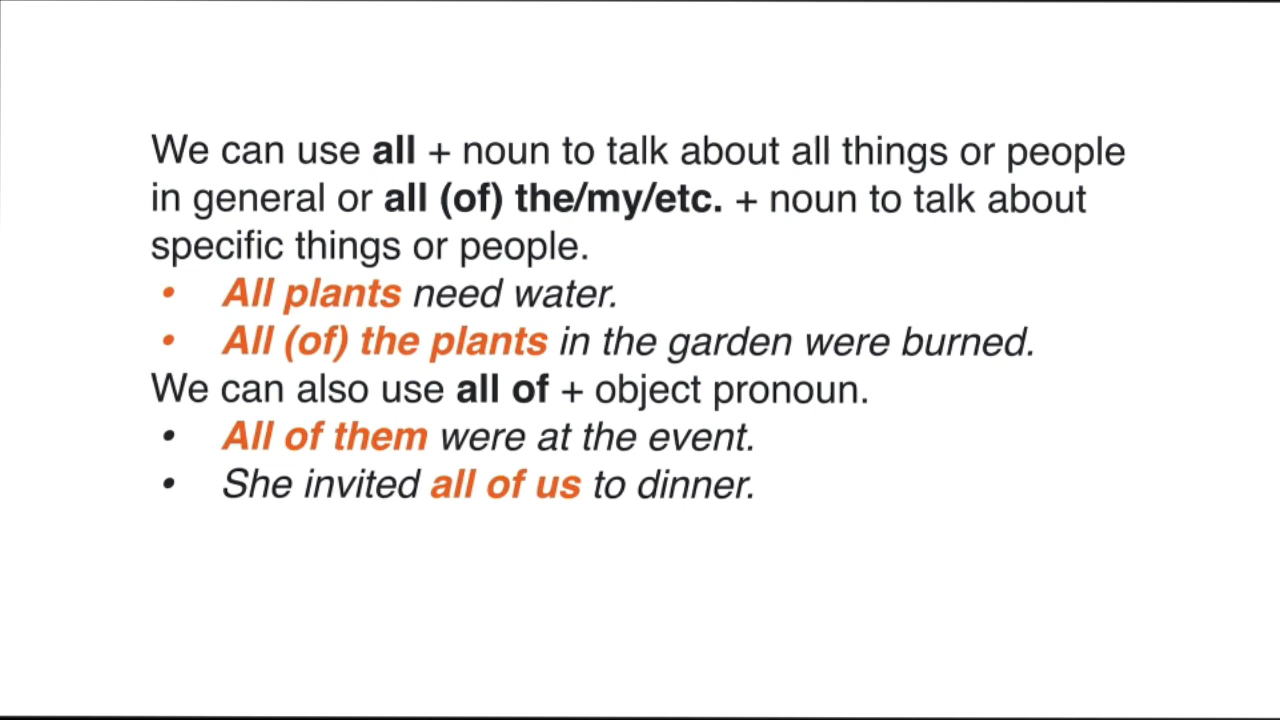 We can use all + noun to talk about all things or people
in general or all (of) the/my/etc. + noun to talk about
specific things or people.
• All plants need water.
• All (of) the plants in the garden were burned.
We can also use all of + object pronoun.
• All of them were at the event.
• She invited all of us to dinner.